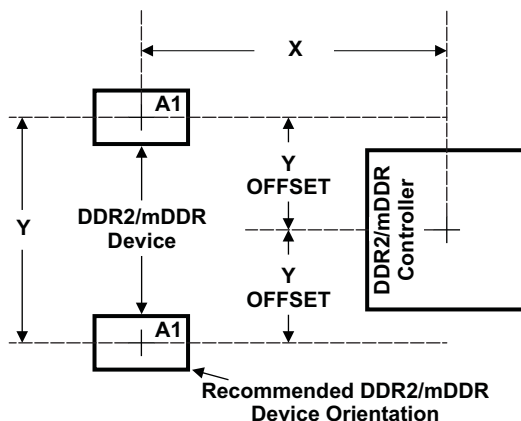 X
A1
Y
OFFSET
DDR2/mDDR
Controller
Y
DDR2/mDDR
Device
Y
OFFSET
A1
Recommended DDR2/mDDR
Device Orientation